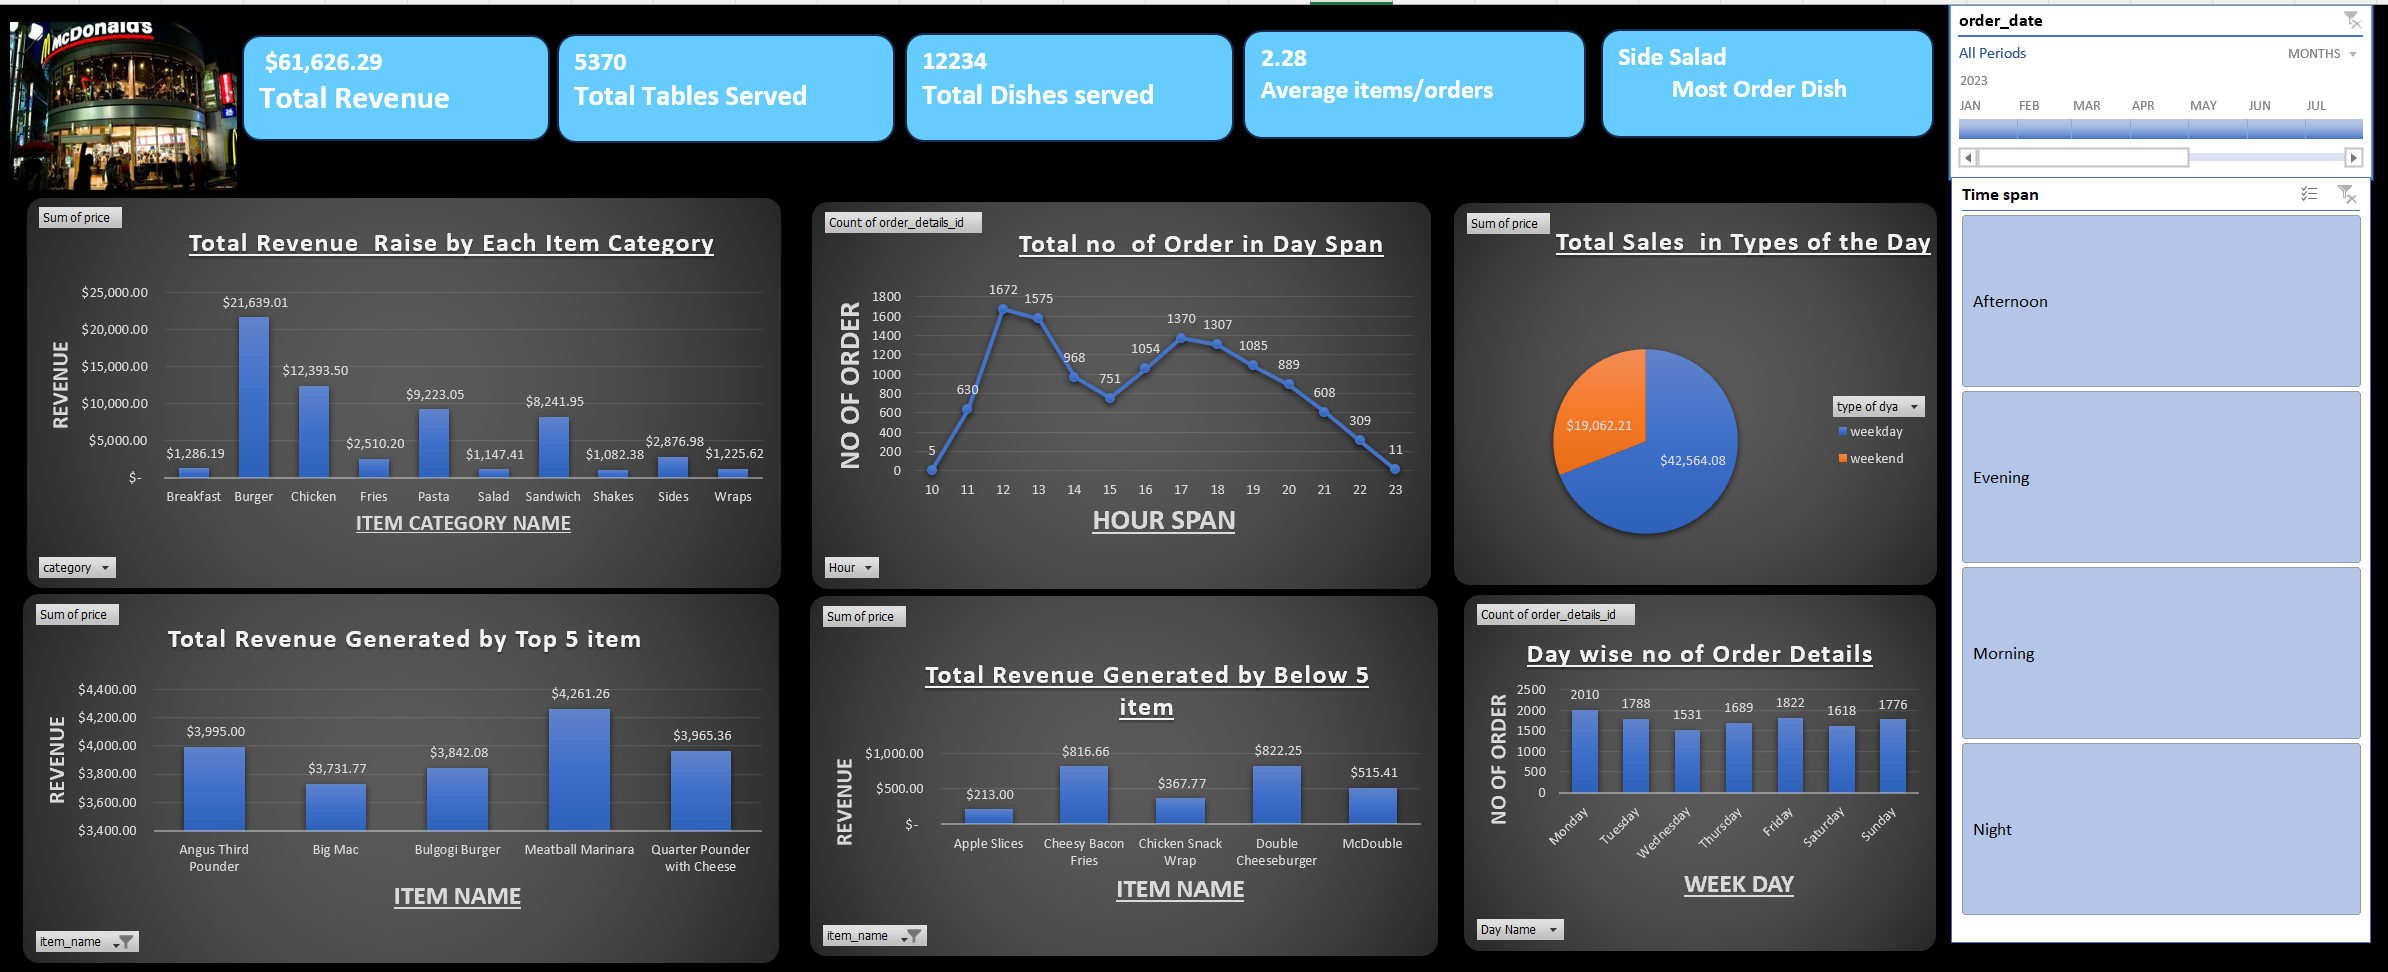 McDonald's
$61,626.29
Total Revenue
5370
Total Tables Served
12234
Total Dishes served
2.28
Average items/orders
Side Salad
Most Order Dish
order_date
All Periods
MONTHS
2023
JAN FEB MAR APR MAY JUN JUL
Time span
Afternoon
Evening
Morning
Night
Sum of price
Total Revenue Raise by Each Item Category
REVENUE
$25,000.00
$20,000.00
$15,000.00
$10,000.00
$5,000.00
$-
$1,286.19
$21,639.01
$12,393.50
$2,510.20
$9,223.05
$1,147.41
$8,241.95
$1,082.38
$2,876.98
$1,225.62
Breakfast Burger Chicken Fries Pasta Salad Sandwich Shakes Sides Wraps
ITEM CATEGORY NAME
category
Count of order_details_id
Total no of Order in Day Span
NO OF ORDER
1800
1600
1400
1200
1000
800
600
400
200
0
5
630
1672
1575
968
751
1054
1370
1307
1085
889
608
309
11
10 11 12 13 14 15 16 17 18 19 20 21 22 23
HOUR SPAN
Hour
Sum of price
Total Sales in Types of the Day
$19,062.21
$42,564.08
type of dya
weekday
weekend
Sum of price
Total Revenue Generated by Top 5 item
REVENUE
$4,400.00
$4,200.00
$4,000.00
$3,800.00
$3,600.00
$3,400.00
$3,995.00
$3,731.77
$3,842.08
$4,261.26
$3,965.36
Angus Third Pounder
Big Mac
Bulgogi Burger
Meatball Marinara
Quarter Pounder with Cheese
ITEM NAME
item_name
Sum of price
Total Revenue Generated by Below 5
item
REVENUE
$1,000.00
$500.00
$-
$213.00
$816.66
$367.77
$822.25
$515.41
Apple Slices
Cheesy Bacon Fries
Chicken Snack Wrap
Double Cheeseburger
McDouble
ITEM NAME
item_name
Count of order_details_id
Day wise no of Order Details
NO OF ORDER
2500
2000
1500
1000
500
0
2010
1788
1531
1689
1822
1618
1776
Monday
Tuesday
Wednesday
Thursday
Friday
Saturday
Sunday
WEEK DAY
Day Name